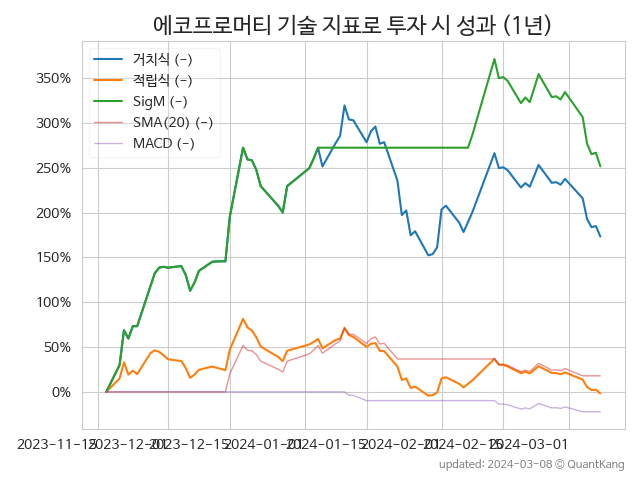 에코프로머티 기술 지표로 투자 시 성과 (1년)
거치식 (-)
적립식 (-)
SigM (-)
SMA(20) (-)
MACD (-)
350%
300%
250%
200%
150%
100%
50%
0%
2023-11-15 2023-12-01 2023-12-15 2024-01-01 2024-01-15 2024-02-01 2024-02-15 2024-03-01
updated: 2024-03-08 © QuantKang